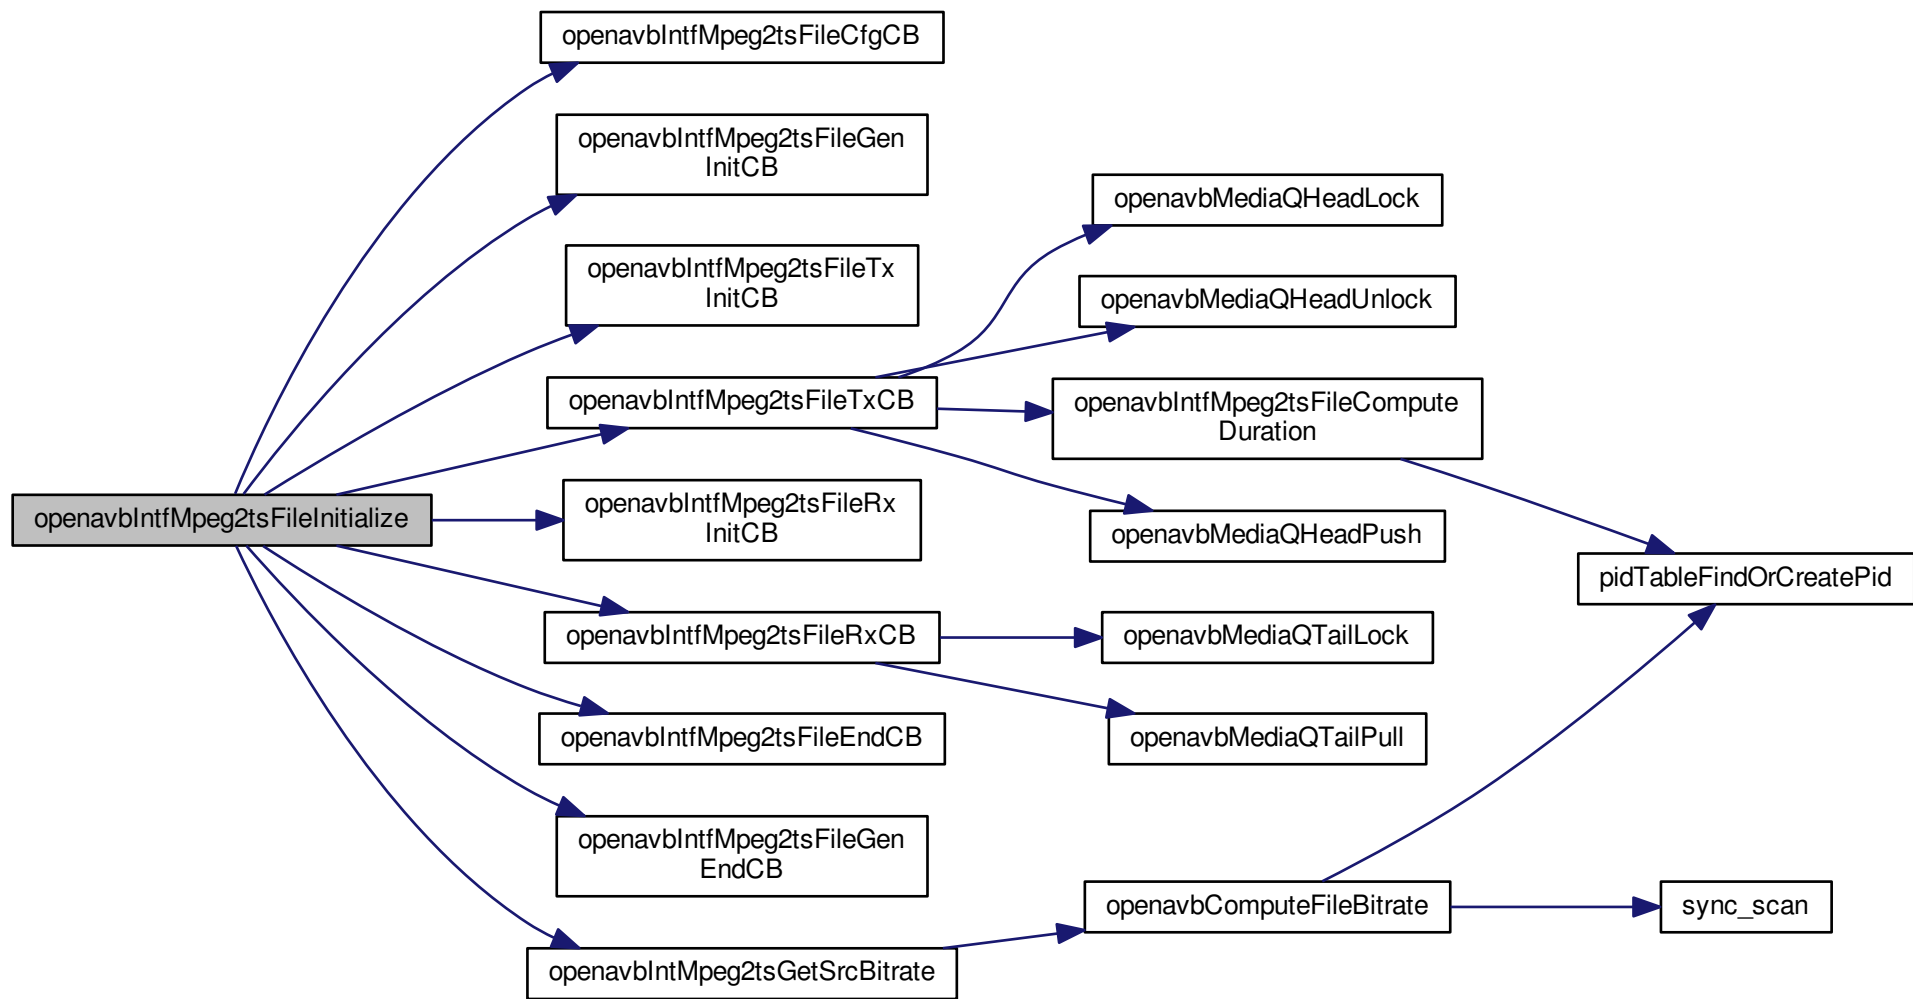 openavbIntfMpeg2tsFileInitialize
openavbIntfMpeg2tsFileCfgCB
openavbIntfMpeg2tsFileGen
InitCB
openavbIntfMpeg2tsFileTx
InitCB
openavbIntfMpeg2tsFileTxCB
openavbIntfMpeg2tsFileRx
InitCB
openavbIntfMpeg2tsFileRxCB
openavbIntfMpeg2tsFileEndCB
openavbIntfMpeg2tsFileGen
EndCB
openavbIntMpeg2tsGetSrcBitrate
openavbMediaQHeadLock
openavbMediaQHeadUnlock
openavbIntfMpeg2tsFileCompute
Duration
openavbMediaQHeadPush
openavbMediaQTailLock
openavbMediaQTailPull
openavbComputeFileBitrate
pidTableFindOrCreatePid
sync_scan